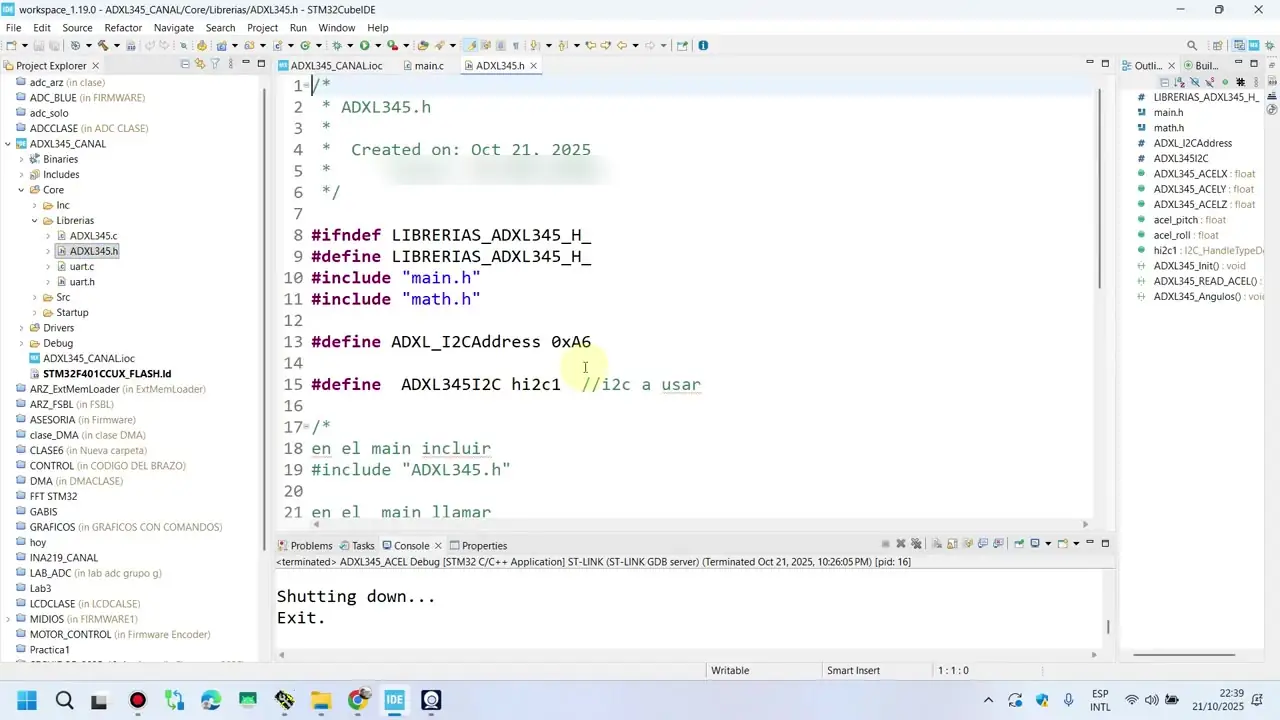 workspace_1.19.0 - ADXL345_CANAL/Core/Librerias/ADXL345.h - STM32CubeIDE
File Edit Source Refactor Navigate Search Project Run Window Help
Project Explorer
adc_arz (in clase)
ADC_BLUE (in FIRMWARE)
adc_solo
ADCCLASE (in ADC CLASE)
ADXL345_CANAL
Binaries
Includes
Core
Inc
Librerias
ADXL345.c
ADXL345.h
uart.c
uart.h
Src
Startup
Drivers
Debug
ADXL345_CANAL.ioc
STM32F401CCUX_FLASH.ld
ARZ_ExtMemLoader (in ExtMemLoader)
ARZ_FSBL (in FSBL)
ASESORIA (in Firmware)
clase_DMA (in clase DMA)
CLASE6 (in Nueva carpeta)
CONTROL (in CODIGO DEL BRAZO)
DMA (in DMACLASE)
FFT STM32
GABIS
GRAFICOS (in GRAFICOS CON COMANDOS)
hoy
INA219_CANAL
LAB_ADC (in lab adc grupo g)
Lab3
LCDCLASE (in LCDCALSE)
MIDIOS (in FIRMWARE1)
MOTOR_CONTROL (in Firmware Encoder)
Practica1
ADXL345_CANAL.ioc main.c ADXL345.h
1 /*
2 * ADXL345.h
3 *
4 * Created on: Oct 21. 2025
5 *
6 */
7
8 #ifndef LIBRERIAS_ADXL345_H_
9 #define LIBRERIAS_ADXL345_H_
10 #include "main.h"
11 #include "math.h"
12
13 #define ADXL_I2CAddress 0xA6
14
15 #define ADXL345I2C hi2c1 //i2c a usar
16
17 /*
18 en el main incluir
19 #include "ADXL345.h"
20
21 en el main llamar
Problems Tasks Console Properties
<terminated> ADXL345_ACEL Debug [STM32 C/C++ Application] ST-LINK (ST-LINK GDB server) (Terminated Oct 21, 2025, 10:26:05 PM) [pid: 16]
Shutting down...
Exit.
Outli... Buil...
LIBRERIAS_ADXL345_H_
main.h
math.h
ADXL_I2CAddress
ADXL345I2C
ADXL345_ACELX : float
ADXL345_ACELY : float
ADXL345_ACELZ : float
acel_pitch : float
acel_roll : float
hi2c1 : I2C_HandleTypeDe
ADXL345_Init() : void
ADXL345_READ_ACEL() :
ADXL345_Angulos() : voi
Writable Smart Insert 1 : 1 : 0
IDE
ESP
INTL
22:39
21/10/2025